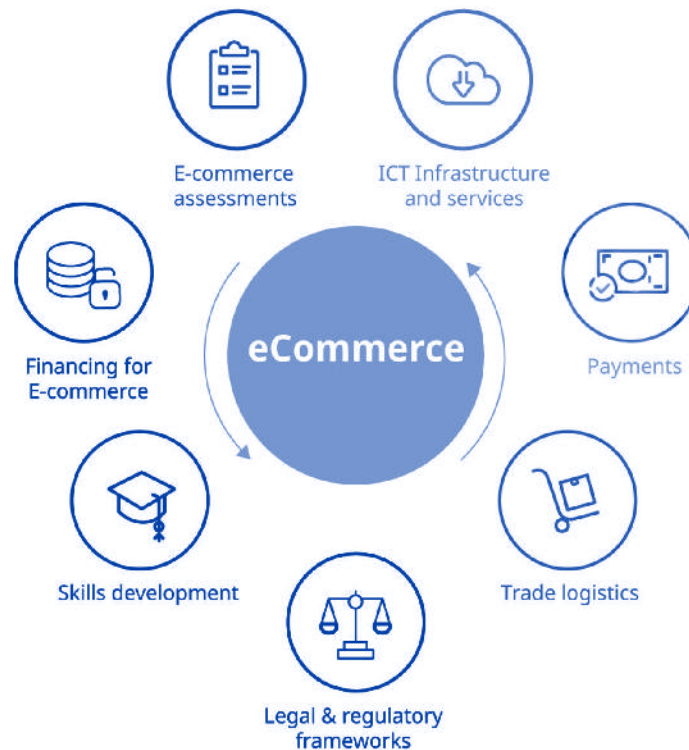 E-commerce
assessments
ICT Infrastructure
and services
Financing for
E-commerce
eCommerce
Payments
Skills development
Trade logistics
Legal & regulatory
frameworks